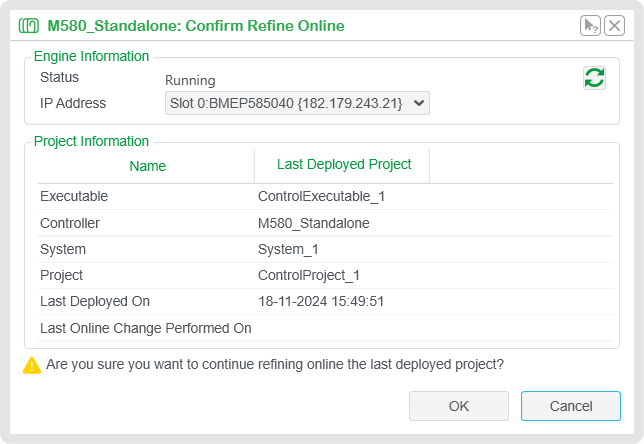 M580_Standalone: Confirm Refine Online
Engine Information
Status Running
IP Address Slot 0:BMEP585040 {182.179.243.21}
Project Information
Name Last Deployed Project
Executable ControlExecutable_1
Controller M580_Standalone
System System_1
Project ControlProject_1
Last Deployed On 18-11-2024 15:49:51
Last Online Change Performed On
Are you sure you want to continue refining online the last deployed project?
OK Cancel